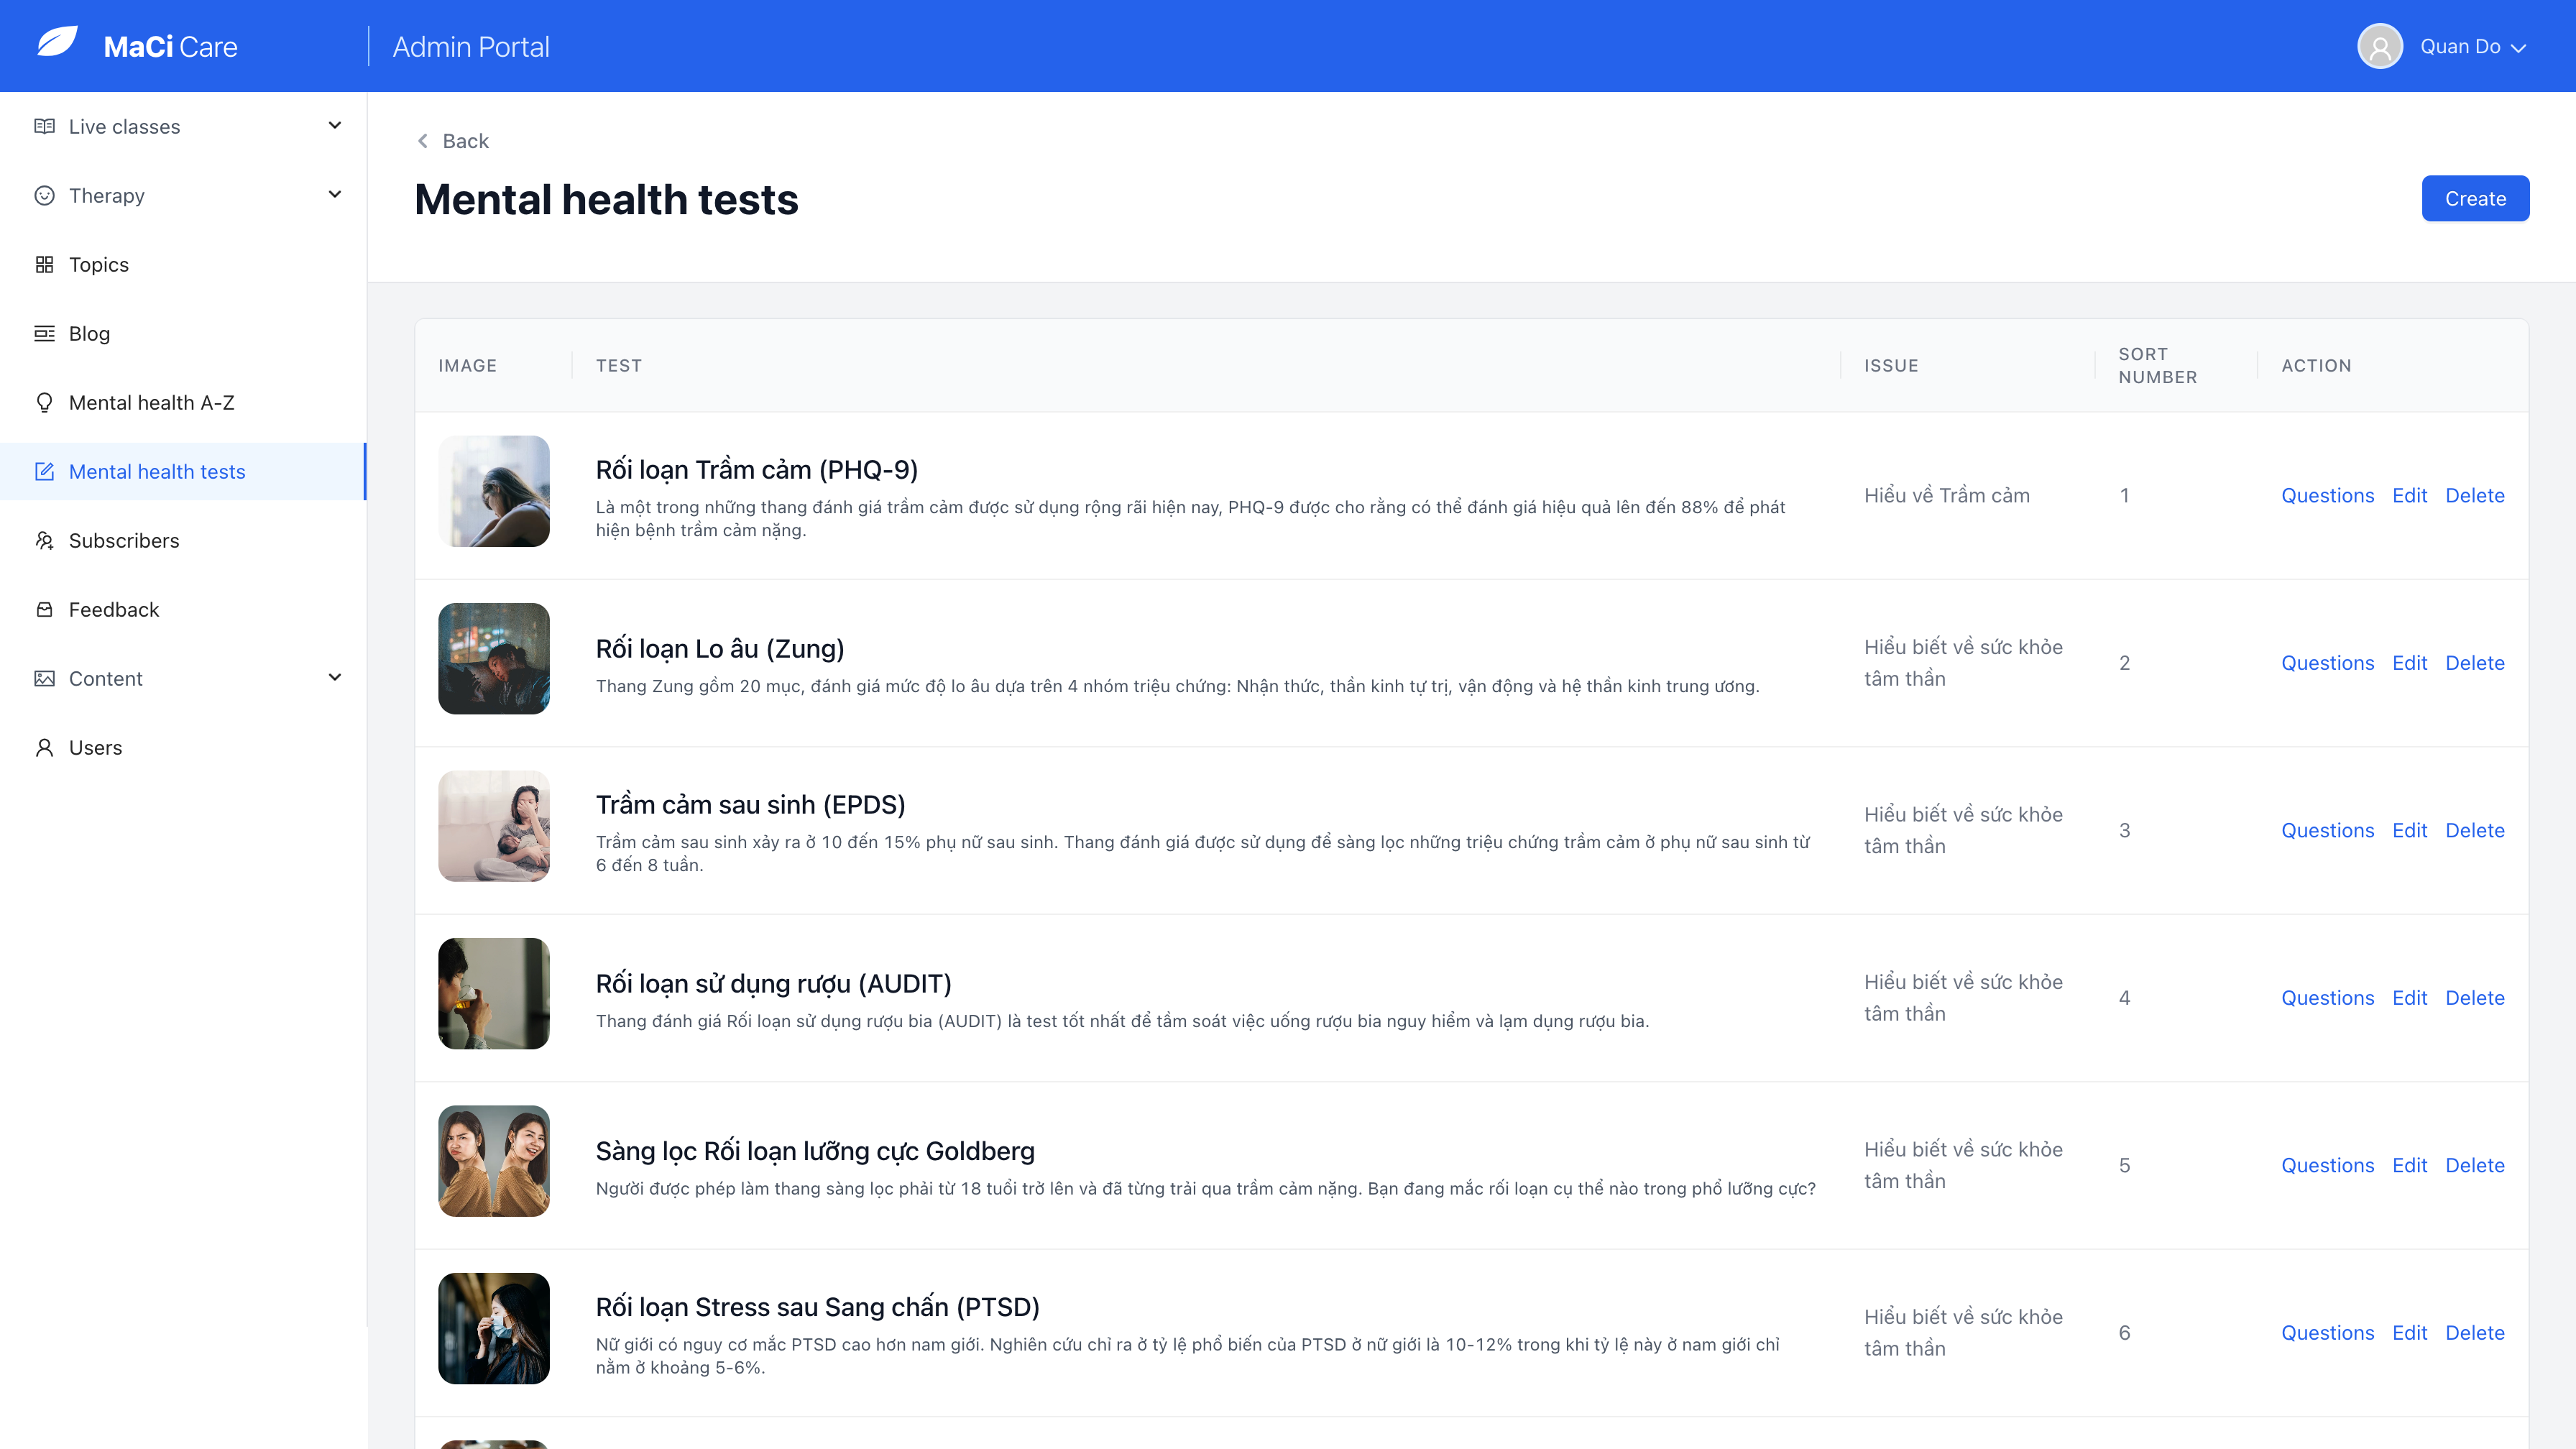 MaCi Care
Admin Portal
Quan Do
Live classes
Therapy
Topics
Blog
Mental health A-Z
Mental health tests
Subscribers
Feedback
Content
Users
Back
Mental health tests
Create
IMAGE
TEST
ISSUE
SORT
NUMBER
ACTION
Rối loạn Trầm cảm (PHQ-9)
Là một trong những thang đánh giá trầm cảm được sử dụng rộng rãi hiện nay, PHQ-9 được cho rằng có thể đánh giá hiệu quả lên đến 88% để phát
hiện bệnh trầm cảm nặng.
Hiểu về Trầm cảm
1
Questions Edit Delete
Rối loạn Lo âu (Zung)
Thang Zung gồm 20 mục, đánh giá mức độ lo âu dựa trên 4 nhóm triệu chứng: Nhận thức, thần kinh tự trị, vận động và hệ thần kinh trung ương.
Hiểu biết về sức khỏe
tâm thần
2
Questions Edit Delete
Trầm cảm sau sinh (EPDS)
Trầm cảm sau sinh xảy ra ở 10 đến 15% phụ nữ sau sinh. Thang đánh giá được sử dụng để sàng lọc những triệu chứng trầm cảm ở phụ nữ sau sinh từ
6 đến 8 tuần.
Hiểu biết về sức khỏe
tâm thần
3
Questions Edit Delete
Rối loạn sử dụng rượu (AUDIT)
Thang đánh giá Rối loạn sử dụng rượu bia (AUDIT) là test tốt nhất để tầm soát việc uống rượu bia nguy hiểm và lạm dụng rượu bia.
Hiểu biết về sức khỏe
tâm thần
4
Questions Edit Delete
Sàng lọc Rối loạn lưỡng cực Goldberg
Người được phép làm thang sàng lọc phải từ 18 tuổi trở lên và đã từng trải qua trầm cảm nặng. Bạn đang mắc rối loạn cụ thể nào trong phổ lưỡng cực?
Hiểu biết về sức khỏe
tâm thần
5
Questions Edit Delete
Rối loạn Stress sau Sang chấn (PTSD)
Nữ giới có nguy cơ mắc PTSD cao hơn nam giới. Nghiên cứu chỉ ra ở tỷ lệ phổ biến của PTSD ở nữ giới là 10-12% trong khi tỷ lệ này ở nam giới chỉ
nằm ở khoảng 5-6%.
Hiểu biết về sức khỏe
tâm thần
6
Questions Edit Delete